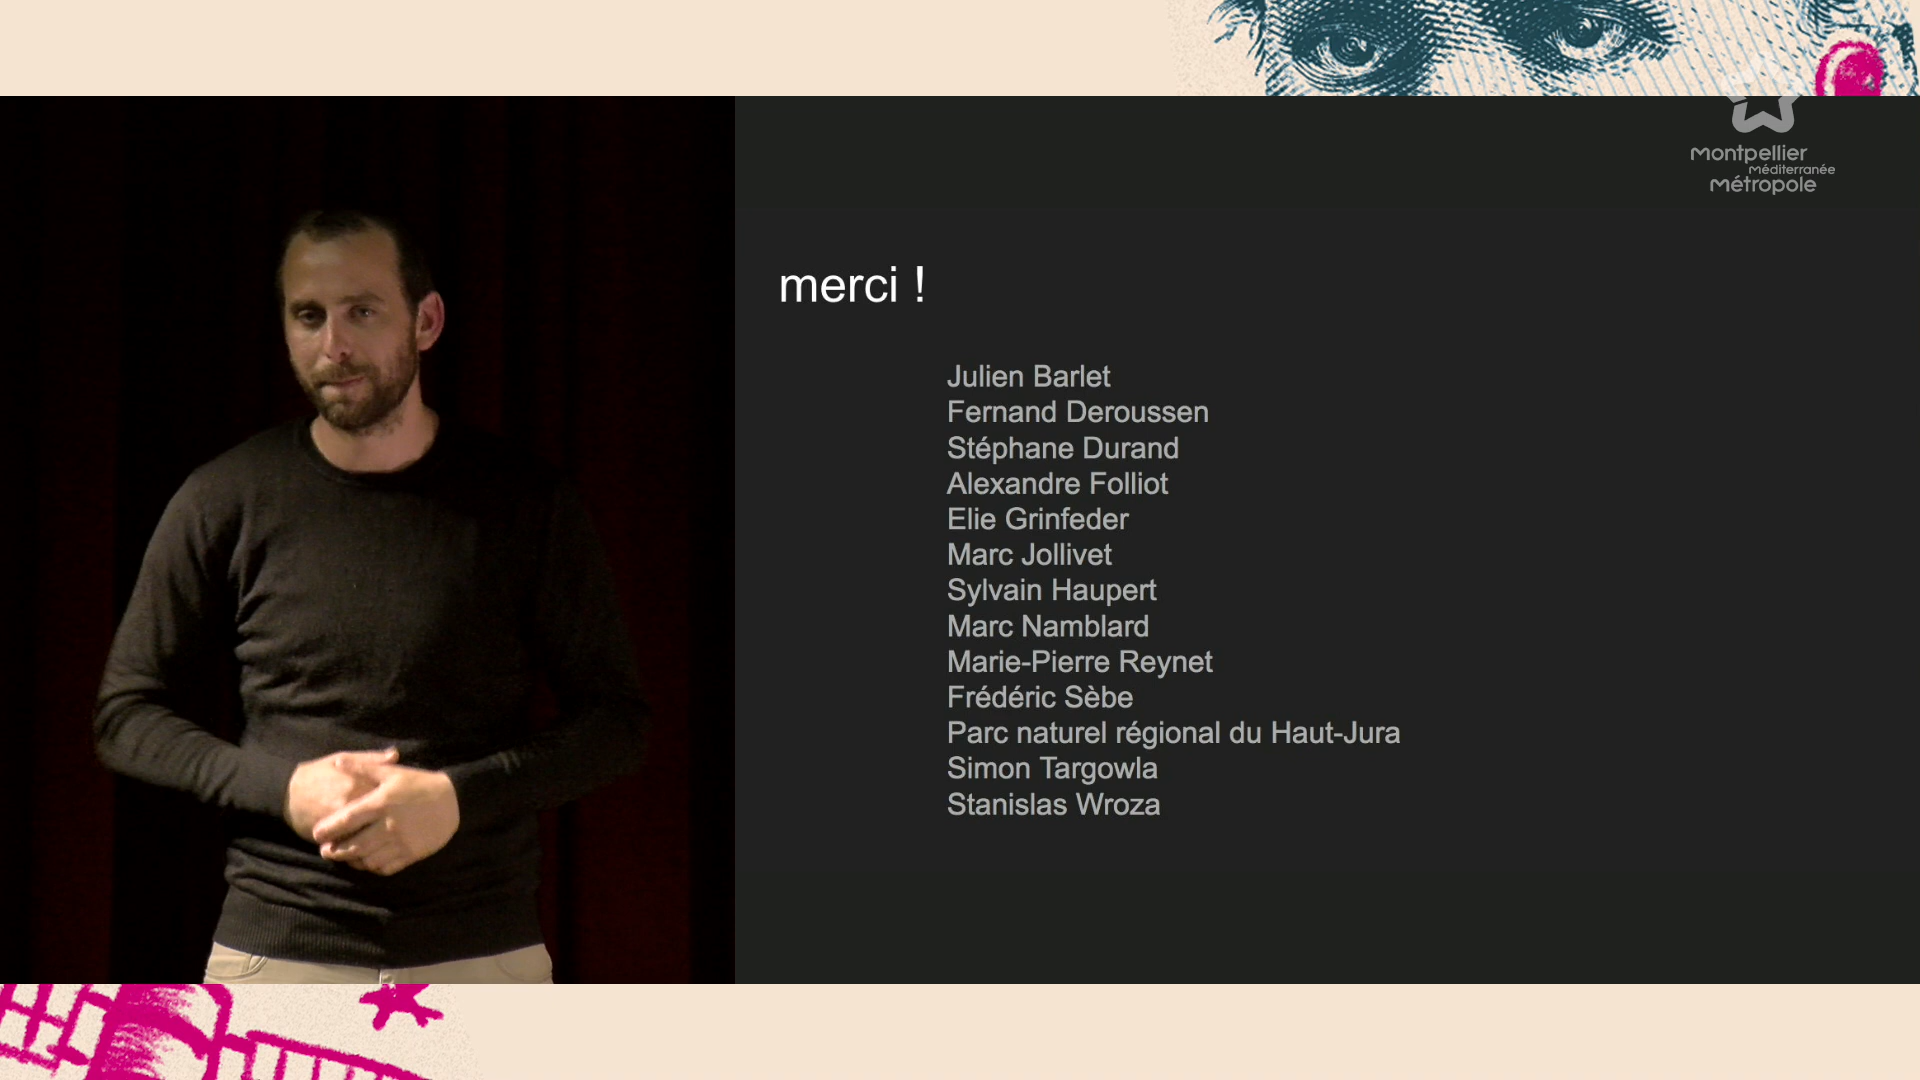 montpellier
méditerranée
métropole
merci !
Julien Barlet
Fernand Deroussen
Stéphane Durand
Alexandre Folliot
Elie Grinfeder
Marc Jollivet
Sylvain Haupert
Marc Namblard
Marie-Pierre Reynet
Frédéric Sèbe
Parc naturel régional du Haut-Jura
Simon Targowla
Stanislas Wroza